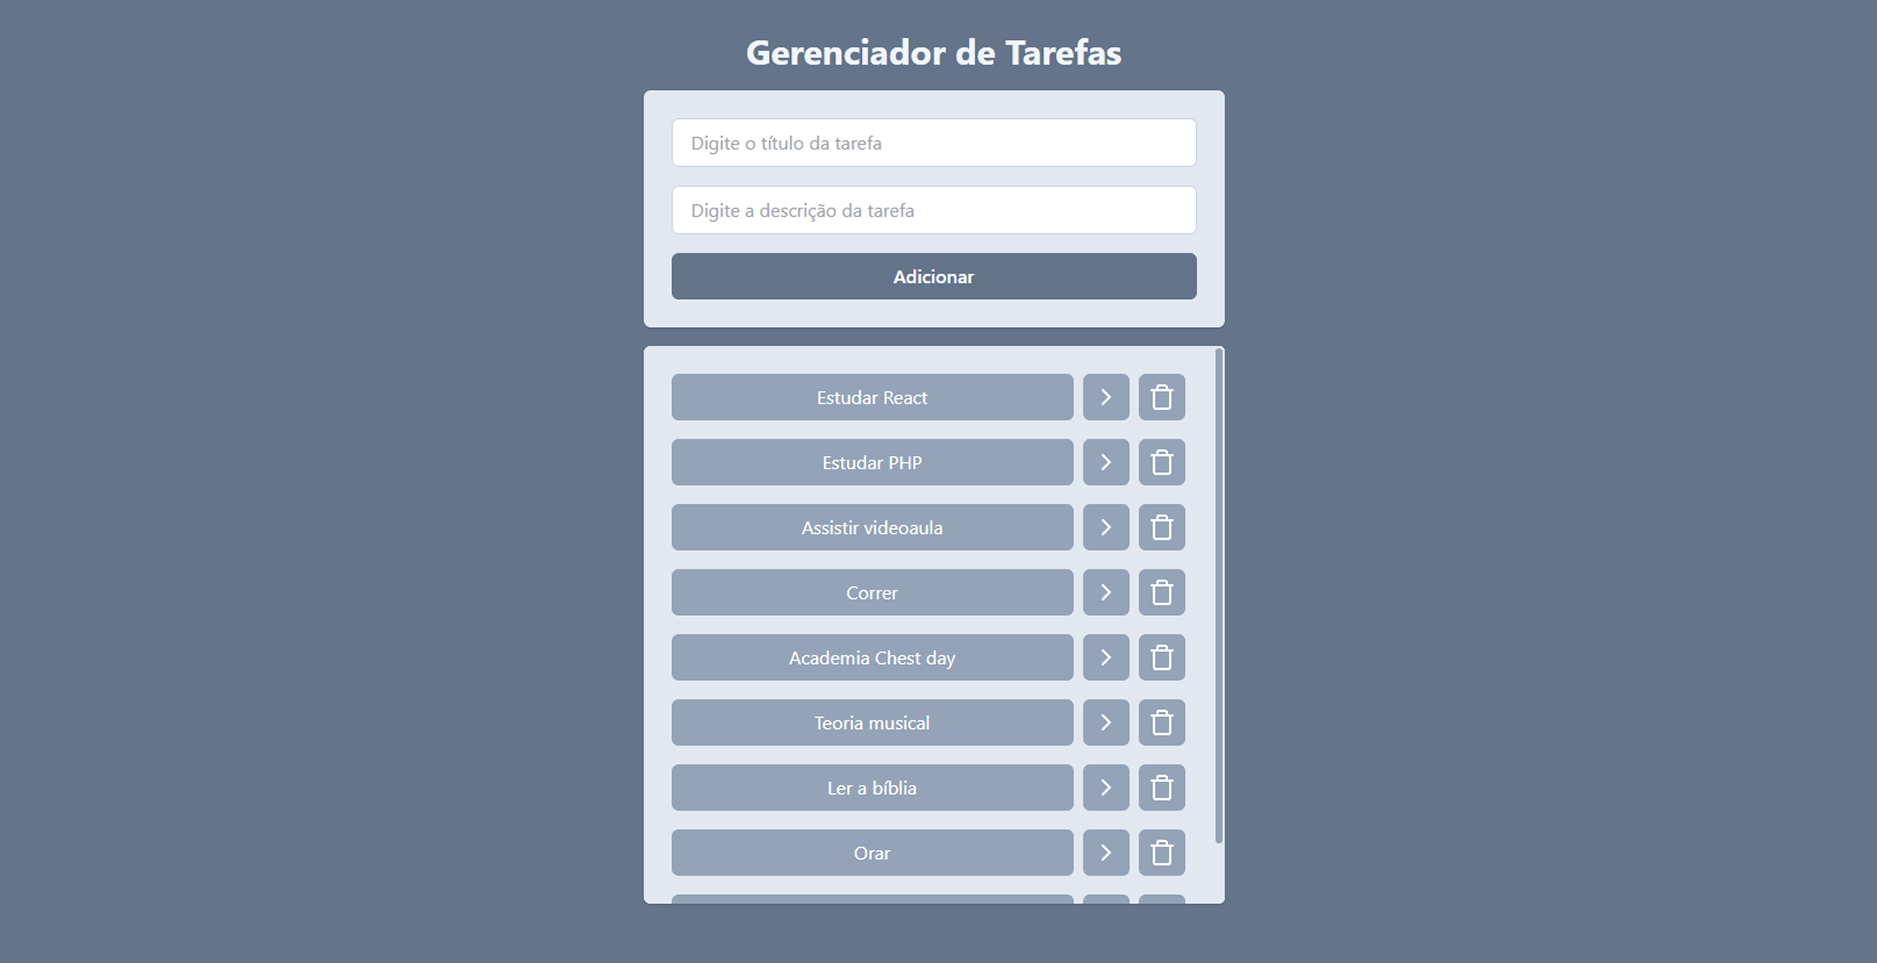 Gerenciador de Tarefas
Digite o título da tarefa
Digite a descrição da tarefa
Adicionar
Estudar React
Estudar PHP
Assistir videoaula
Correr
Academia Chest day
Teoria musical
Ler a bíblia
Orar